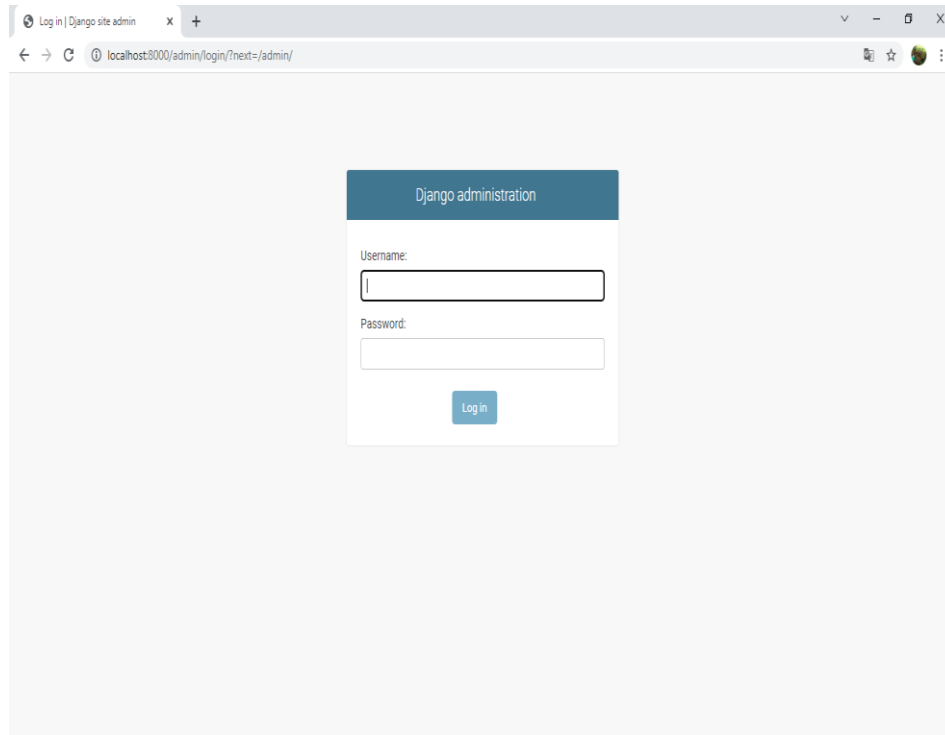 Log in | Django site admin
localhost:8000/admin/login/?next=/admin/
Django administration
Username:
Password:
Log in